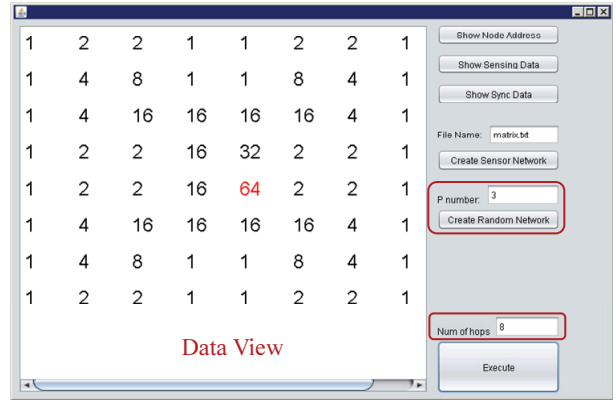 1 2 2 1 1 2 2 1
1 4 8 1 1 8 4 1
1 4 16 16 16 16 4 1
1 2 2 16 32 2 2 1
1 2 2 16 64 2 2 1
1 4 16 16 16 16 4 1
1 4 8 1 1 8 4 1
1 2 2 1 1 2 2 1
Data View
Show Node Address
Show Sensing Data
Show Sync Data
File Name: matrix.txt
Create Sensor Network
P number: 3
Create Random Network
Num of hops 8
Execute